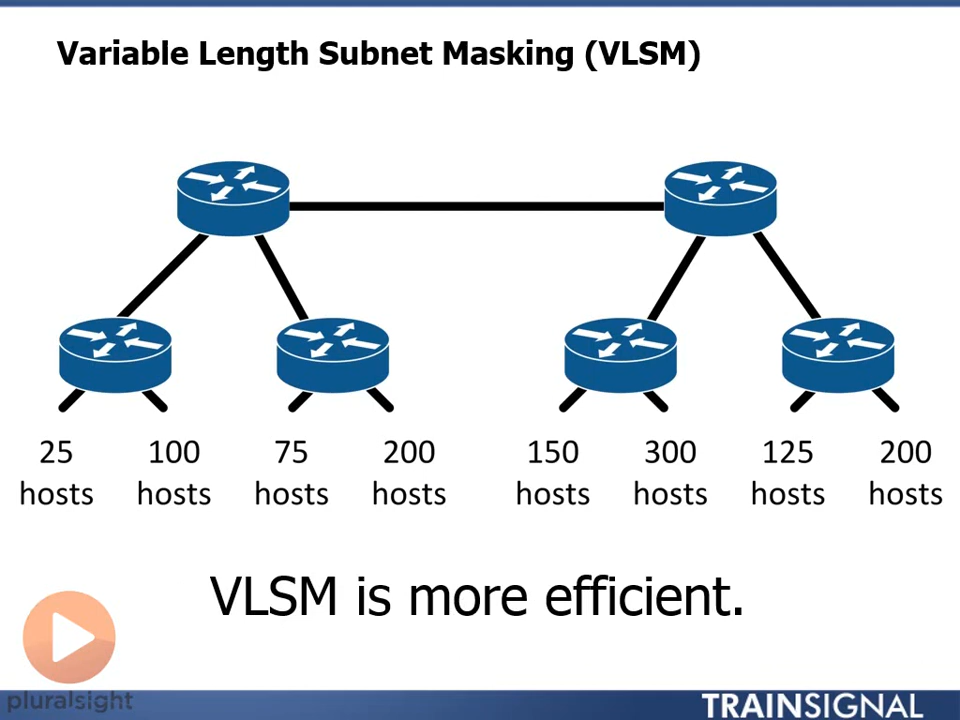 Variable Length Subnet Masking (VLSM)
25 hosts
100 hosts
75 hosts
200 hosts
150 hosts
300 hosts
125 hosts
200 hosts
VLSM is more efficient.
pluralsight
TRAINSIGNAL